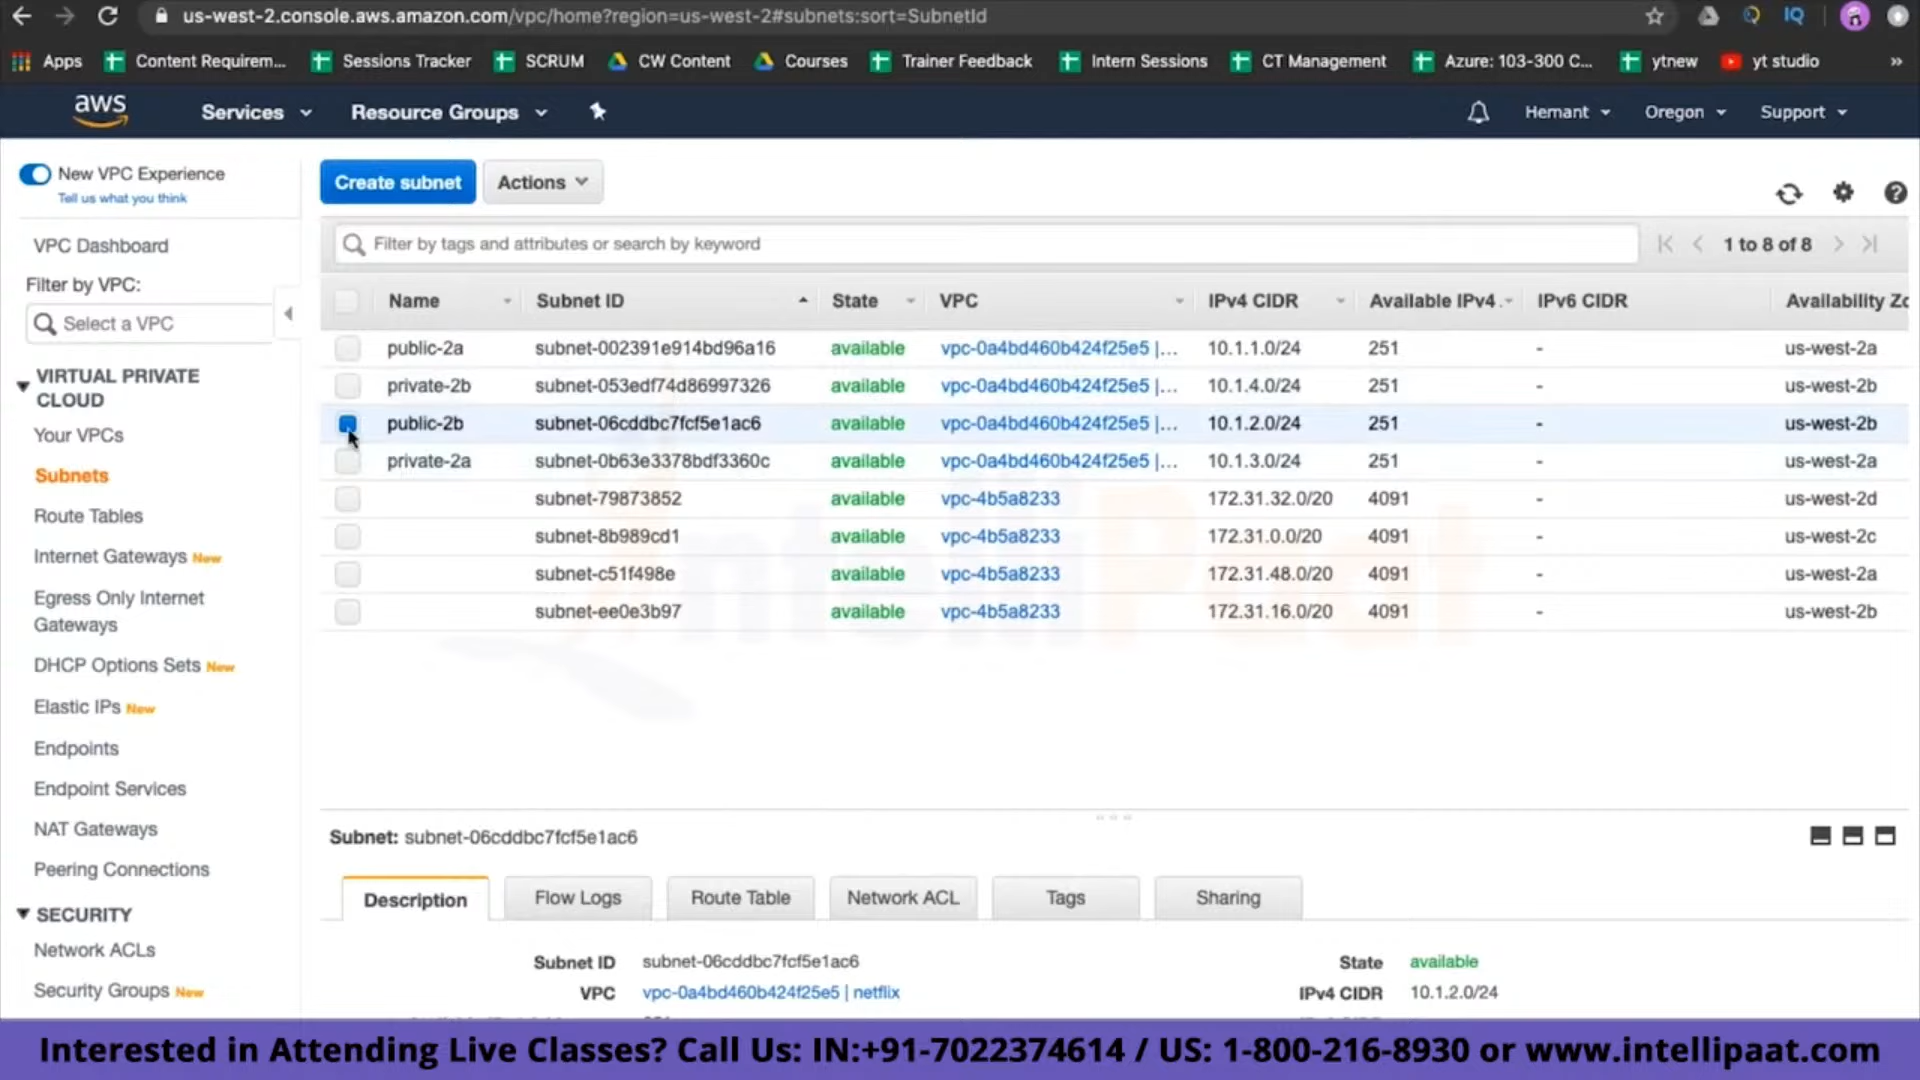 us-west-2.console.aws.amazon.com/vpc/home?region=us-west-2#subnets:sort=SubnetId
Apps Content Requirem... Sessions Tracker SCRUM CW Content Courses Trainer Feedback Intern Sessions CT Management Azure: 103-300 C... ytnew yt studio »
aws Services Resource Groups Hemant Oregon Support
New VPC Experience
Tell us what you think
VPC Dashboard
Filter by VPC:
Select a VPC
VIRTUAL PRIVATE
CLOUD
Your VPCs
Subnets
Route Tables
Internet Gateways New
Egress Only Internet
Gateways
DHCP Options Sets New
Elastic IPs New
Endpoints
Endpoint Services
NAT Gateways
Peering Connections
SECURITY
Network ACLs
Security Groups New
Create subnet Actions
Filter by tags and attributes or search by keyword 1 to 8 of 8
Name Subnet ID State VPC IPv4 CIDR Available IPv4 . IPv6 CIDR Availability Zo
public-2a subnet-002391e914bd96a16 available vpc-0a4bd460b424f25e5 |... 10.1.1.0/24 251 - us-west-2a
private-2b subnet-053edf74d86997326 available vpc-0a4bd460b424f25e5 |... 10.1.4.0/24 251 - us-west-2b
public-2b subnet-06cddbc7fcf5e1ac6 available vpc-0a4bd460b424f25e5 |... 10.1.2.0/24 251 - us-west-2b
private-2a subnet-0b63e3378bdf3360c available vpc-0a4bd460b424f25e5 |... 10.1.3.0/24 251 - us-west-2a
subnet-79873852 available vpc-4b5a8233 172.31.32.0/20 4091 - us-west-2d
subnet-8b989cd1 available vpc-4b5a8233 172.31.0.0/20 4091 - us-west-2c
subnet-c51f498e available vpc-4b5a8233 172.31.48.0/20 4091 - us-west-2a
subnet-ee0e3b97 available vpc-4b5a8233 172.31.16.0/20 4091 - us-west-2b
IntelliPaat
Subnet: subnet-06cddbc7fcf5e1ac6
Description Flow Logs Route Table Network ACL Tags Sharing
Subnet ID subnet-06cddbc7fcf5e1ac6 State available
VPC vpc-0a4bd460b424f25e5 | netflix IPv4 CIDR 10.1.2.0/24
Interested in Attending Live Classes? Call Us: IN:+91-7022374614 / US: 1-800-216-8930 or www.intellipaat.com